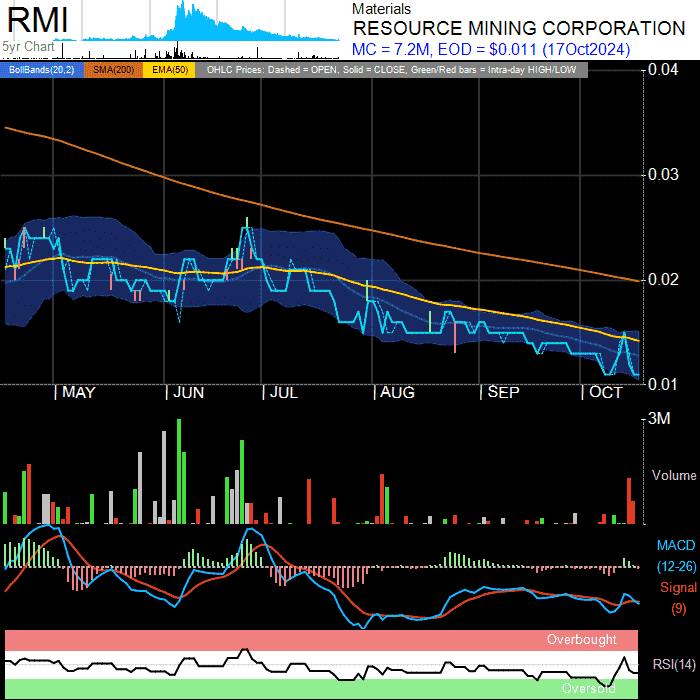 RMI
5yr Chart
Materials
RESOURCE MINING CORPORATION
MC = 7.2M, EOD = $0.011 (17Oct2024)
BollBands(20,2) SMA(200) EMA(50) OHLC Prices: Dashed = OPEN, Solid = CLOSE, Green/Red bars = Intra-day HIGH/LOW
0.04
0.03
0.02
0.01
MAY JUN JUL AUG SEP OCT
3M
Volume
MACD
(12-26)
Signal
(9)
Overbought
RSI(14)
Oversold